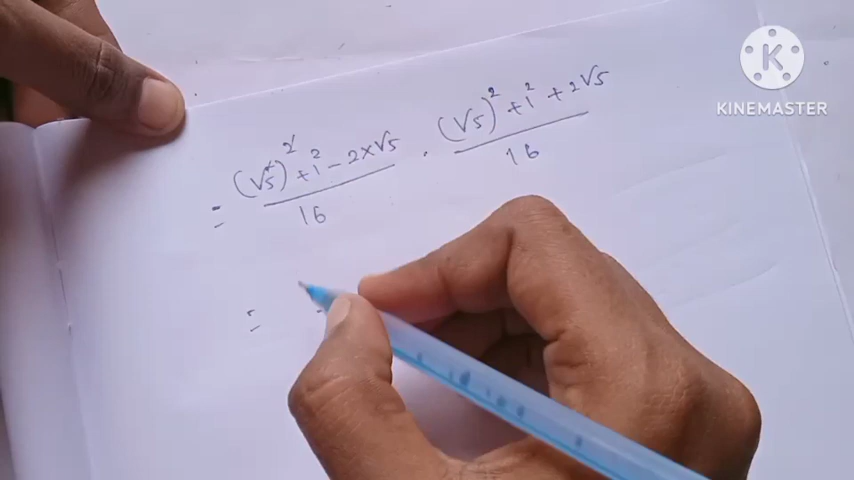 = ((√5)² + 1² - 2×√5)/16 · ((√5)² + 1² + 2√5)/16
=
KINEMASTER